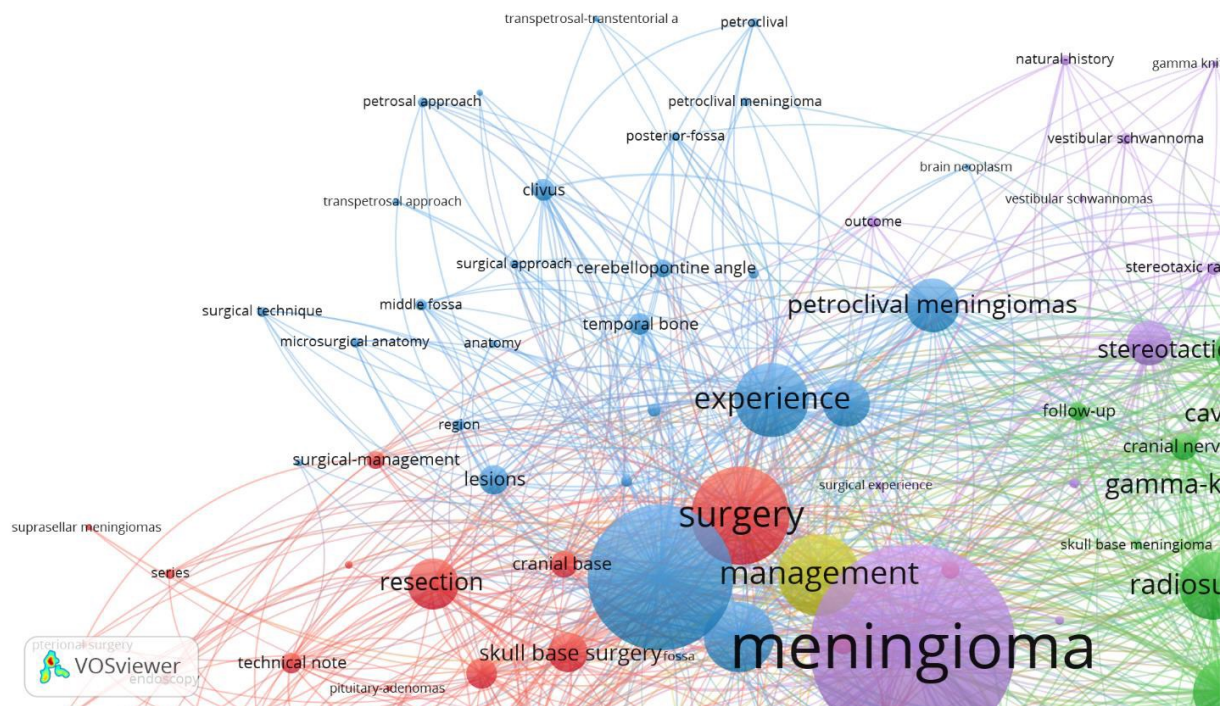 transpetrosal-transtentorial a
petroclival
natural-history
gamma kni
petrosal approach
petroclival meningioma
posterior-fossa
vestibular schwannoma
brain neoplasm
clivus
transpetrosal approach
vestibular schwannomas
outcome
surgical approach
cerebellopontine angle
stereotaxic ra
middle fossa
petroclival meningiomas
surgical technique
temporal bone
microsurgical anatomy
anatomy
stereotactic
experience
follow-up
cav
region
cranial nerv
surgical-management
lesions
surgical experience
gamma-k
surgery
suprasellar meningiomas
skull base meningioma
cranial base
series
resection
management
radiosu
pterional surgery
VOSviewer
endoscopy
technical note
skull base surgery
fossa
meningioma
pituitary-adenomas